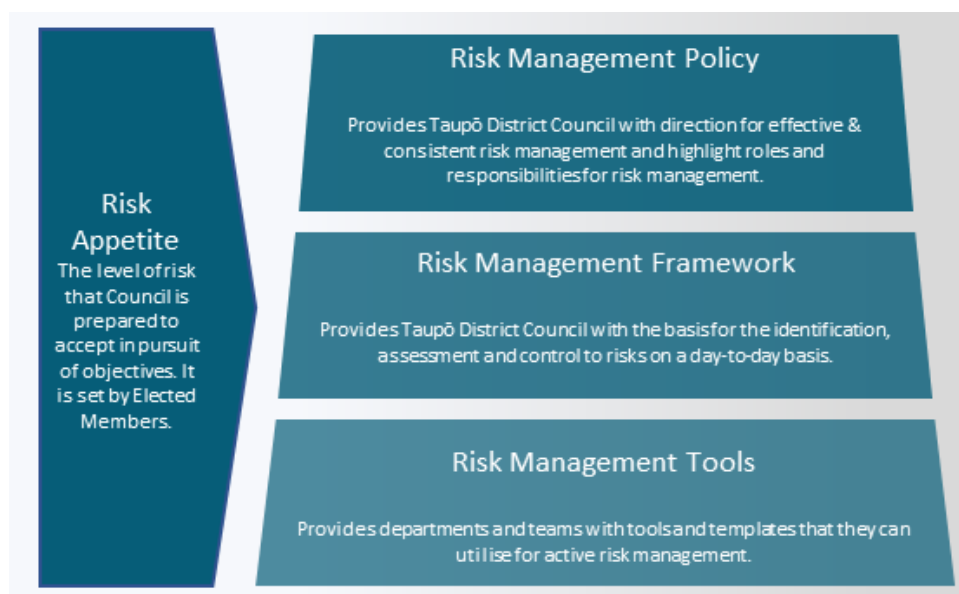 Risk
Appetite
The level of risk
that Council is
prepared to
accept in pursuit
of objectives. It
is set by Elected
Members.
Risk Management Policy
Provides Taupō District Council with direction for effective &
consistent risk management and highlight roles and
responsibilities for risk management.
Risk Management Framework
Provides Taupō District Council with the basis for the identification,
assessment and control to risks on a day-to-day basis.
Risk Management Tools
Provides departments and teams with tools and templates that they can
utilise for active risk management.